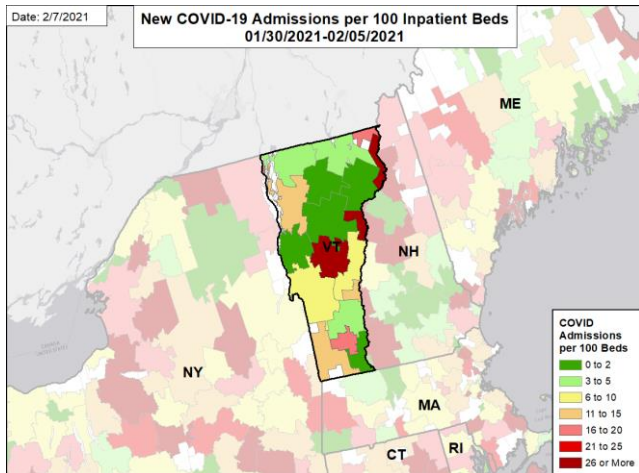 Date: 2/7/2021
New COVID-19 Admissions per 100 Inpatient Beds
01/30/2021-02/05/2021
ME
VT
NH
NY
MA
CT
RI
COVID
Admissions
per 100 Beds
0 to 2
3 to 5
6 to 10
11 to 15
16 to 20
21 to 25
26 or More